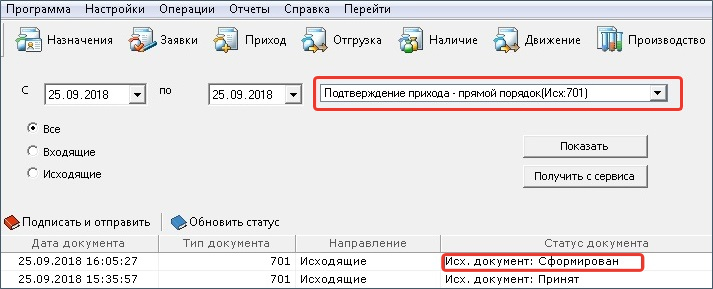 Программа Настройки Операции Отчеты Справка Перейти
Назначения Заявки Приход Отгрузка Наличие Движение Производство
С 25.09.2018 по 25.09.2018 Подтверждение прихода - прямой порядок(Исх:701)
Все
Входящие
Исходящие
Показать
Получить с сервиса
Подписать и отправить Обновить статус
Дата документа Тип документа Направление Статус документа
25.09.2018 16:05:27 701 Исходящие Исх. документ: Сформирован
25.09.2018 15:35:57 701 Исходящие Исх. документ: Принят